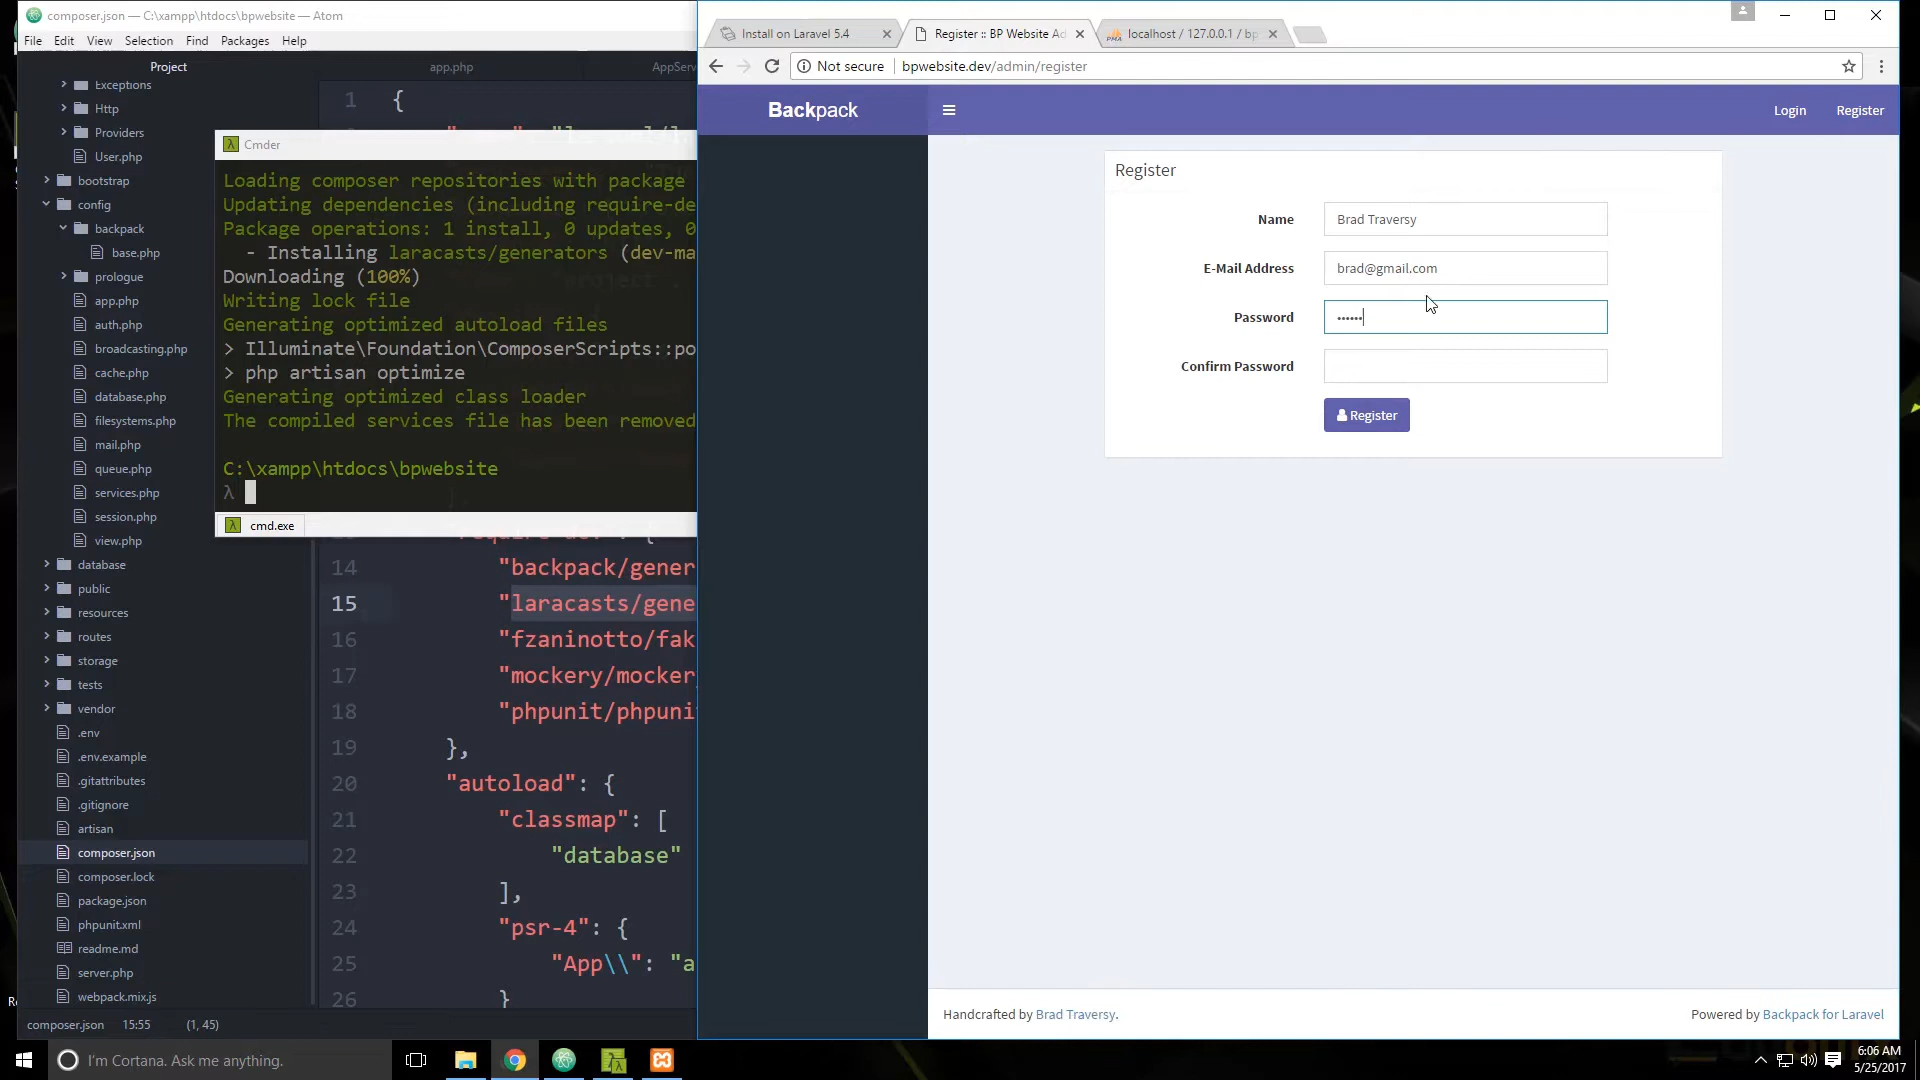 composer.json — C:\xampp\htdocs\bpwebsite — Atom
File Edit View Selection Find Packages Help
Project
Exceptions
Http
Providers
User.php
bootstrap
config
backpack
base.php
prologue
app.php
auth.php
broadcasting.php
cache.php
database.php
filesystems.php
mail.php
queue.php
services.php
session.php
view.php
database
public
resources
routes
storage
tests
vendor
.env
.env.example
.gitattributes
.gitignore
artisan
composer.json
composer.lock
package.json
phpunit.xml
readme.md
server.php
webpack.mix.js
composer.json 15:55 (1, 45)
app.php AppServ
1 {
Cmder
Loading composer repositories with package
Updating dependencies (including require-de
Package operations: 1 install, 0 updates, 0
- Installing laracasts/generators (dev-ma
Downloading (100%)
Writing lock file
Generating optimized autoload files
> Illuminate\Foundation\ComposerScripts::po
> php artisan optimize
Generating optimized class loader
The compiled services file has been removed
C:\xampp\htdocs\bpwebsite
λ
cmd.exe
14 "backpack/gener
15 "laracasts/gene
16 "fzaninotto/fak
17 "mockery/mocker
18 "phpunit/phpuni
19 },
20 "autoload": {
21 "classmap": [
22 "database"
23 ],
24 "psr-4": {
25 "App\\": "a
26 }
Install on Laravel 5.4
Register :: BP Website Ad
localhost / 127.0.0.1 / bp
Not secure bpwebsite.dev/admin/register
Backpack
Login Register
Register
Name Brad Traversy
E-Mail Address brad@gmail.com
Password ••••••
Confirm Password
Register
Handcrafted by Brad Traversy.
Powered by Backpack for Laravel
I'm Cortana. Ask me anything.
6:06 AM
5/25/2017